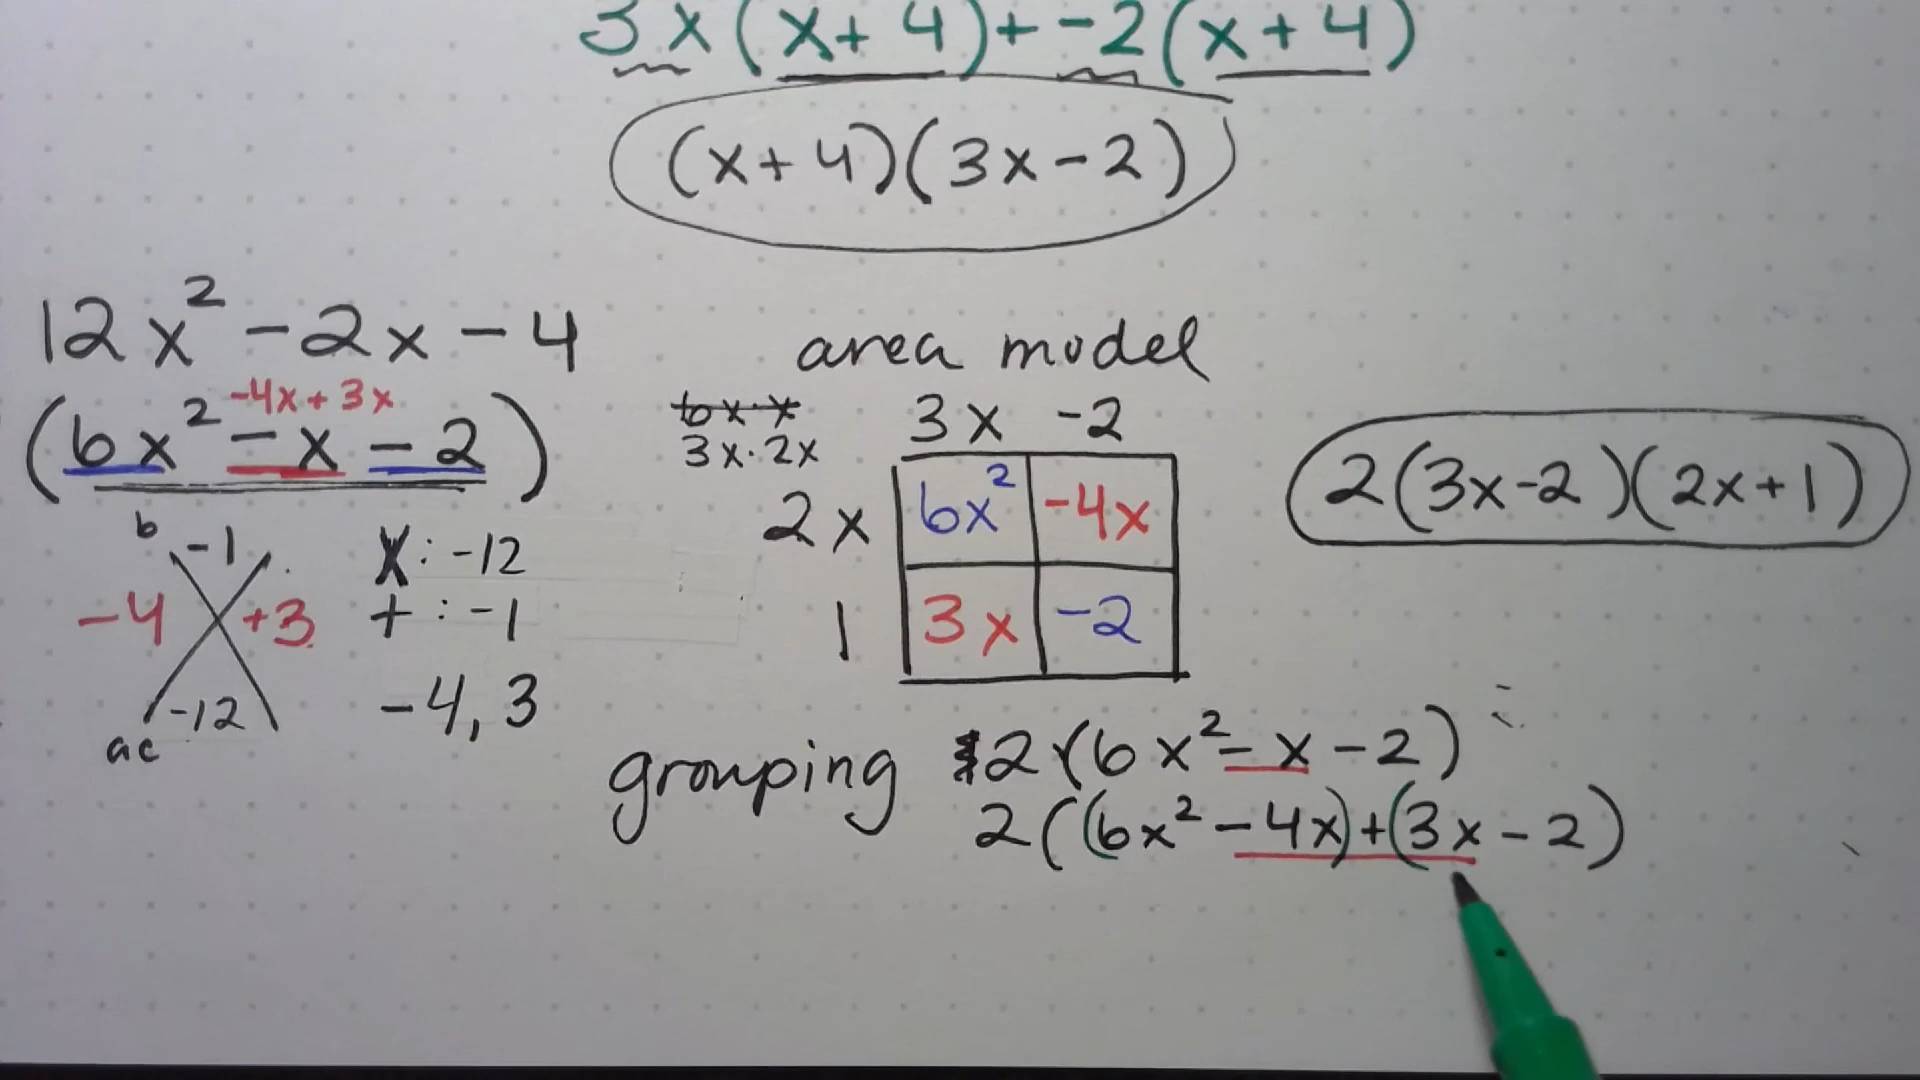 3x(x+4)+-2(x+4)
(x+4)(3x-2)
12x²-2x-4
-4x+3x
(6x²-x-2)
b -1
-4 +3
-12
ac
X: -12
+: -1
-4, 3
area model
6x·x
3x·2x
3x -2
2x 6x² -4x
1 3x -2
2(3x-2)(2x+1)
grouping 2(6x²-x-2)
2((6x²-4x)+(3x-2)